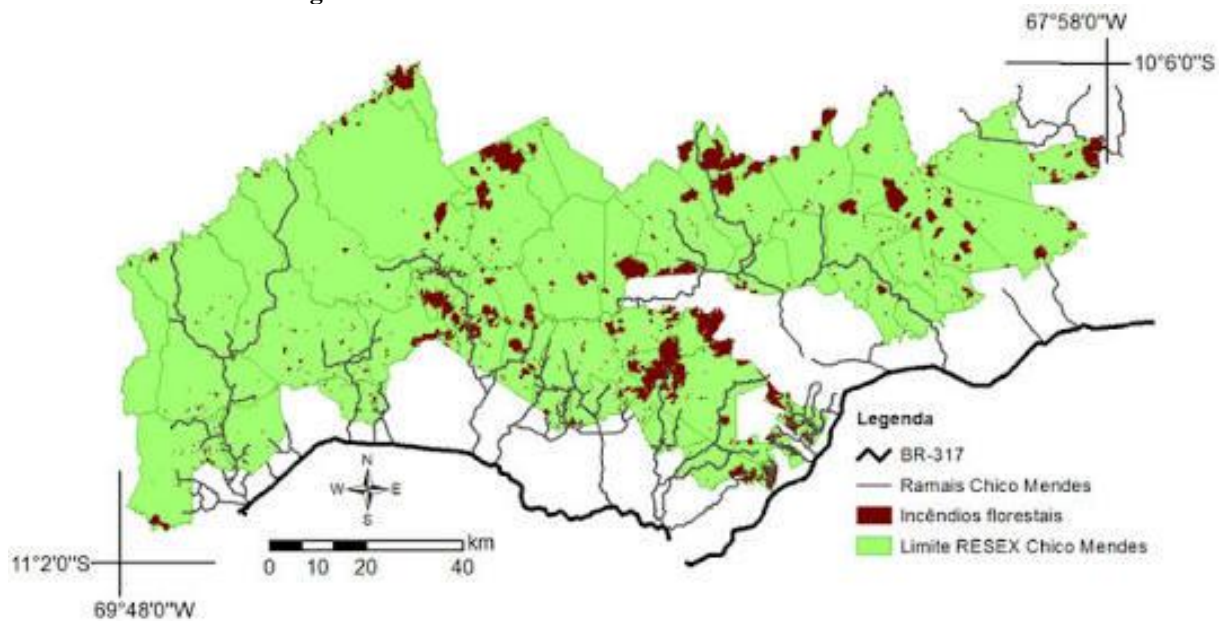 67°58'0"W
10°6'0"S
Legenda
BR-317
Ramais Chico Mendes
Incêndios florestais
Limite RESEX Chico Mendes
N
W E
S
km
0 10 20 40
11°2'0"S
69°48'0"W